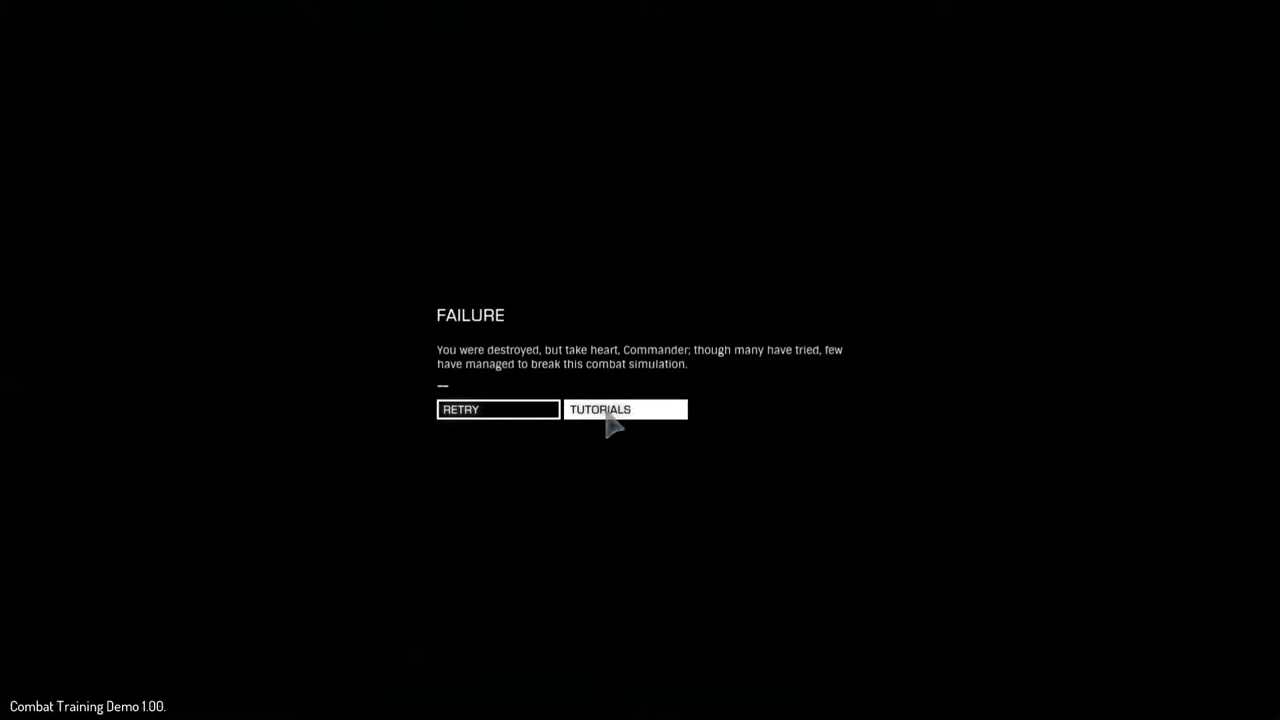 FAILURE
You were destroyed, but take heart, Commander; though many have tried, few
have managed to break this combat simulation.
RETRY
TUTORIALS
Combat Training Demo 1.00.